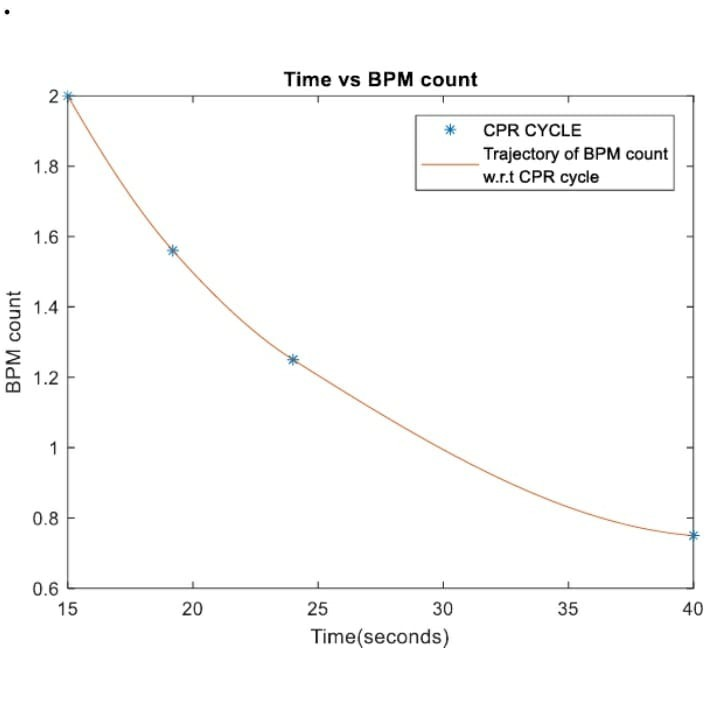 Time vs BPM count
CPR CYCLE
Trajectory of BPM count
w.r.t CPR cycle
BPM count
2
1.8
1.6
1.4
1.2
1
0.8
0.6
15 20 25 30 35 40
Time(seconds)